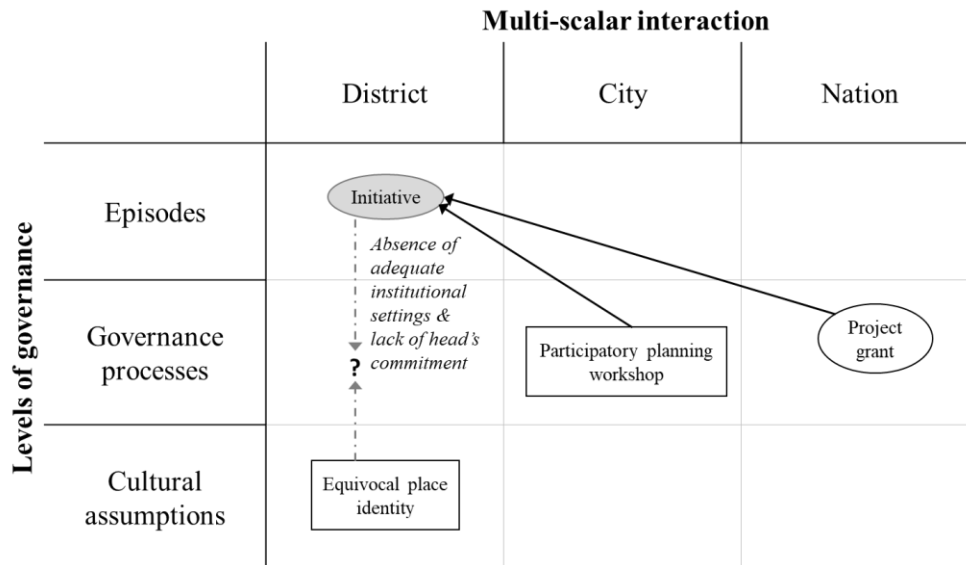 Multi-scalar interaction
District
City
Nation
Levels of governance
Episodes
Initiative
Absence of
adequate
institutional
settings &
lack of head's
commitment
Governance
processes
?
Participatory planning
workshop
Project
grant
Cultural
assumptions
Equivocal place
identity